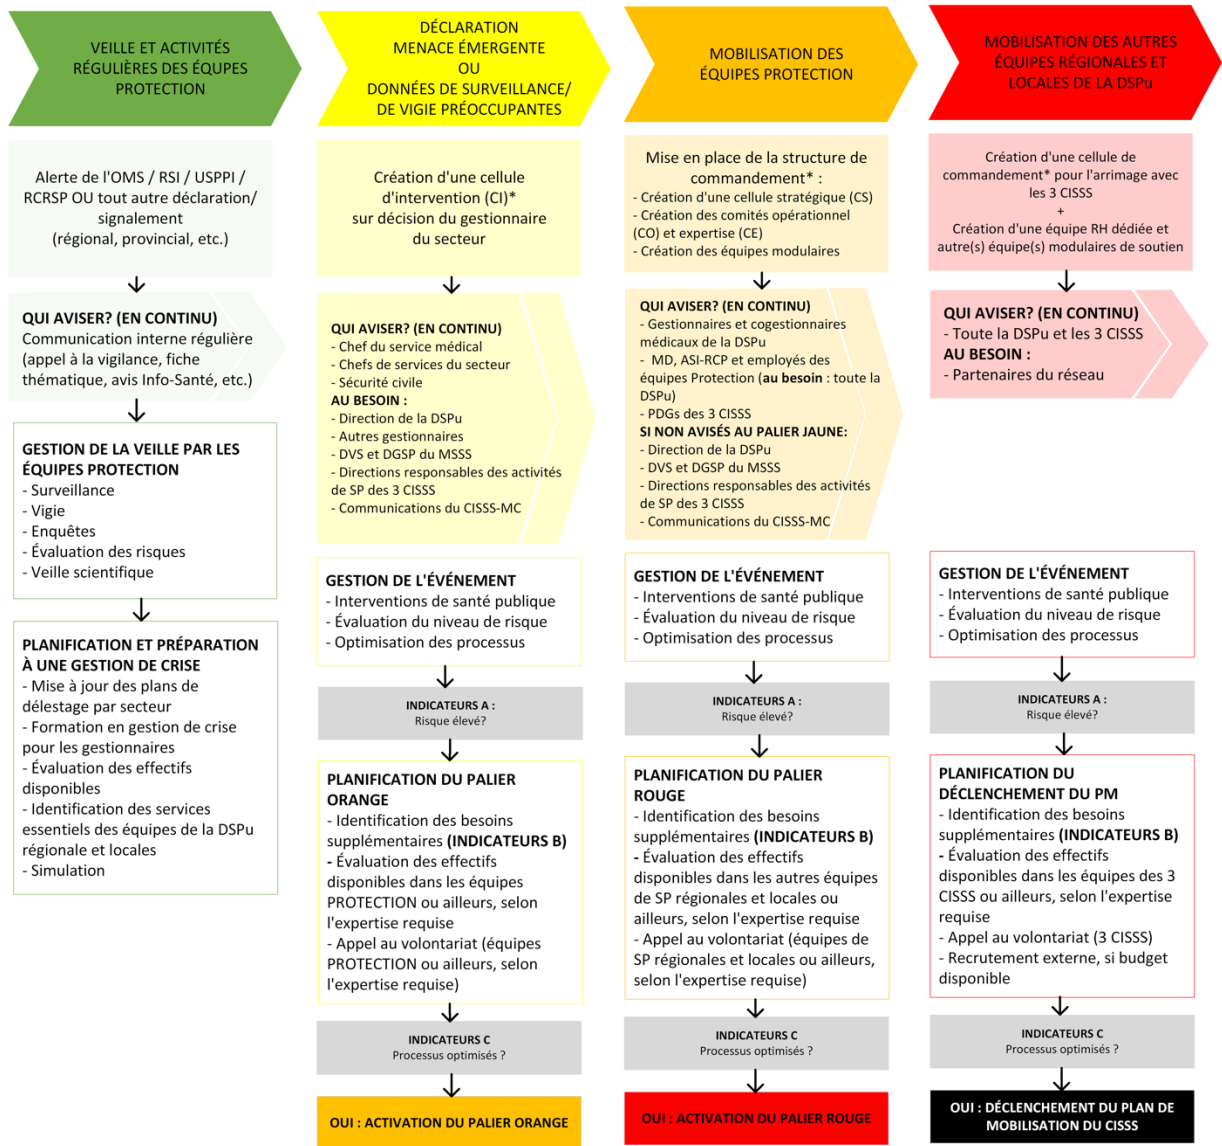 VEILLE ET ACTIVITÉS
RÉGULIÈRES DES ÉQUPES
PROTECTION
Alerte de l'OMS / RSI / USPPI /
RCRSP OU tout autre déclaration/
signalement
(régional, provincial, etc.)
QUI AVISER? (EN CONTINU)
Communication interne régulière
(appel à la vigilance, fiche
thématique, avis Info-Santé, etc.)
GESTION DE LA VEILLE PAR LES
ÉQUIPES PROTECTION
- Surveillance
- Vigie
- Enquêtes
- Évaluation des risques
- Veille scientifique
PLANIFICATION ET PRÉPARATION
À UNE GESTION DE CRISE
- Mise à jour des plans de
délestage par secteur
- Formation en gestion de crise
pour les gestionnaires
- Évaluation des effectifs
disponibles
- Identification des services
essentiels des équipes de la DSPu
régionale et locales
- Simulation
DÉCLARATION
MENACE ÉMERGENTE
OU
DONNÉES DE SURVEILLANCE/
DE VIGIE PRÉOCCUPANTES
Création d'une cellule
d'intervention (CI)*
sur décision du gestionnaire
du secteur
QUI AVISER? (EN CONTINU)
- Chef du service médical
- Chefs de services du secteur
- Sécurité civile
AU BESOIN :
- Direction de la DSPu
- Autres gestionnaires
- DVS et DGSP du MSSS
- Directions responsables des activités
de SP des 3 CISSS
- Communications du CISSS-MC
GESTION DE L'ÉVÉNEMENT
- Interventions de santé publique
- Évaluation du niveau de risque
- Optimisation des processus
INDICATEURS A :
Risque élevé?
PLANIFICATION DU PALIER
ORANGE
- Identification des besoins
supplémentaires (INDICATEURS B)
- Évaluation des effectifs
disponibles dans les équipes
PROTECTION ou ailleurs, selon
l'expertise requise
- Appel au volontariat (équipes
PROTECTION ou ailleurs, selon
l'expertise requise)
INDICATEURS C
Processus optimisés ?
OUI : ACTIVATION DU PALIER ORANGE
MOBILISATION DES
ÉQUIPES PROTECTION
Mise en place de la structure de
commandement* :
- Création d'une cellule stratégique (CS)
- Création des comités opérationnel
(CO) et expertise (CE)
- Création des équipes modulaires
QUI AVISER? (EN CONTINU)
- Gestionnaires et cogestionnaires
médicaux de la DSPu
- MD, ASI-RCP et employés des
équipes Protection (au besoin : toute la
DSPu)
- PDGs des 3 CISSS
SI NON AVISÉS AU PALIER JAUNE:
- Direction de la DSPu
- DVS et DGSP du MSSS
- Directions responsables des activités
de SP des 3 CISSS
- Communications du CISSS-MC
GESTION DE L'ÉVÉNEMENT
- Interventions de santé publique
- Évaluation du niveau de risque
- Optimisation des processus
INDICATEURS A :
Risque élevé?
PLANIFICATION DU PALIER
ROUGE
- Identification des besoins
supplémentaires (INDICATEURS B)
- Évaluation des effectifs
disponibles dans les autres équipes
de SP régionales et locales ou
ailleurs, selon l'expertise requise
- Appel au volontariat (équipes de
SP régionales et locales ou ailleurs,
selon l'expertise requise)
INDICATEURS C
Processus optimisés ?
OUI : ACTIVATION DU PALIER ROUGE
MOBILISATION DES AUTRES
ÉQUIPES RÉGIONALES ET
LOCALES DE LA DSPu
Création d'une cellule de
commandement* pour l'arrimage avec
les 3 CISSS
+
Création d'une équipe RH dédiée et
autre(s) équipe(s) modulaires de soutien
QUI AVISER? (EN CONTINU)
- Toute la DSPu et les 3 CISSS
AU BESOIN :
- Partenaires du réseau
GESTION DE L'ÉVÉNEMENT
- Interventions de santé publique
- Évaluation du niveau de risque
- Optimisation des processus
INDICATEURS A :
Risque élevé?
PLANIFICATION DU
DÉCLENCHEMENT DU PM
- Identification des besoins
supplémentaires (INDICATEURS B)
- Évaluation des effectifs
disponibles dans les équipes des 3
CISSS ou ailleurs, selon l'expertise
requise
- Appel au volontariat (3 CISSS)
- Recrutement externe, si budget
disponible
INDICATEURS C
Processus optimisés ?
OUI : DÉCLENCHEMENT DU PLAN DE
MOBILISATION DU CISSS